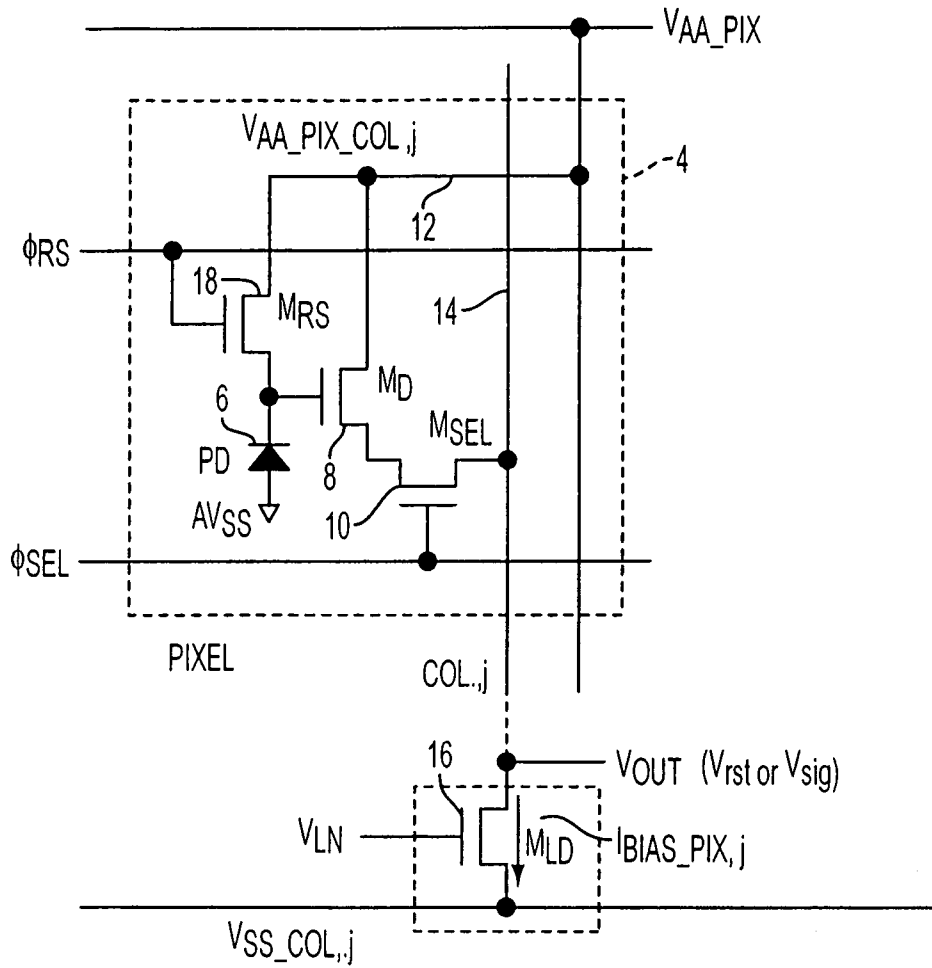 VAA_PIX
VAA_PIX_COL,j
4
12
ϕRS
18
MRS
14
6
MD
MSEL
PD
8
AVSS
10
ϕSEL
PIXEL
COL.,j
16
VOUT (Vrst or Vsig)
VLN
MLD
IBIAS_PIX, j
VSS_COL,.j